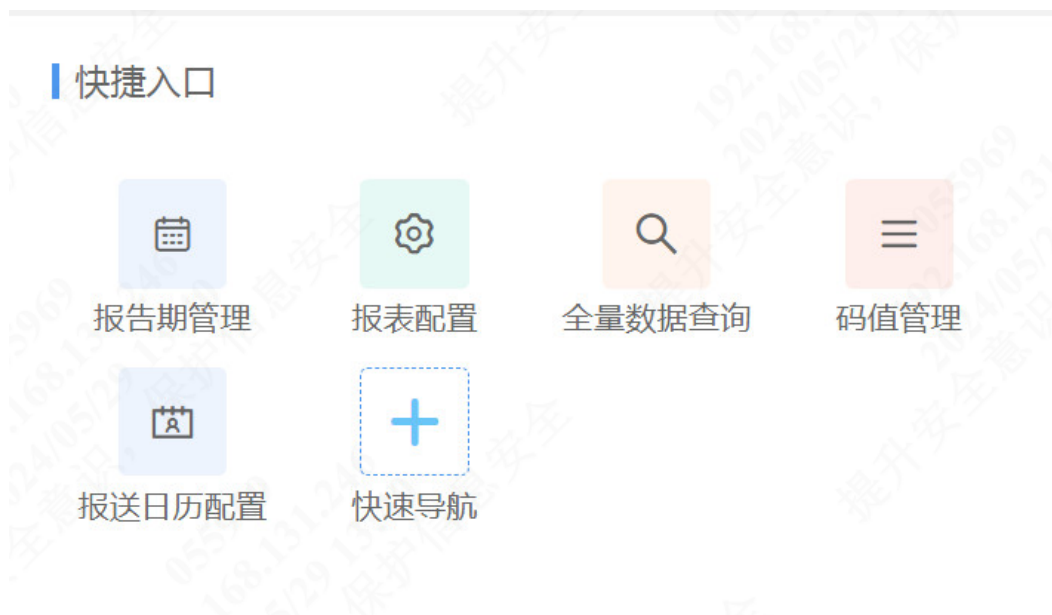 快捷入口
报告期管理
报表配置
全量数据查询
码值管理
报送日历配置
快速导航